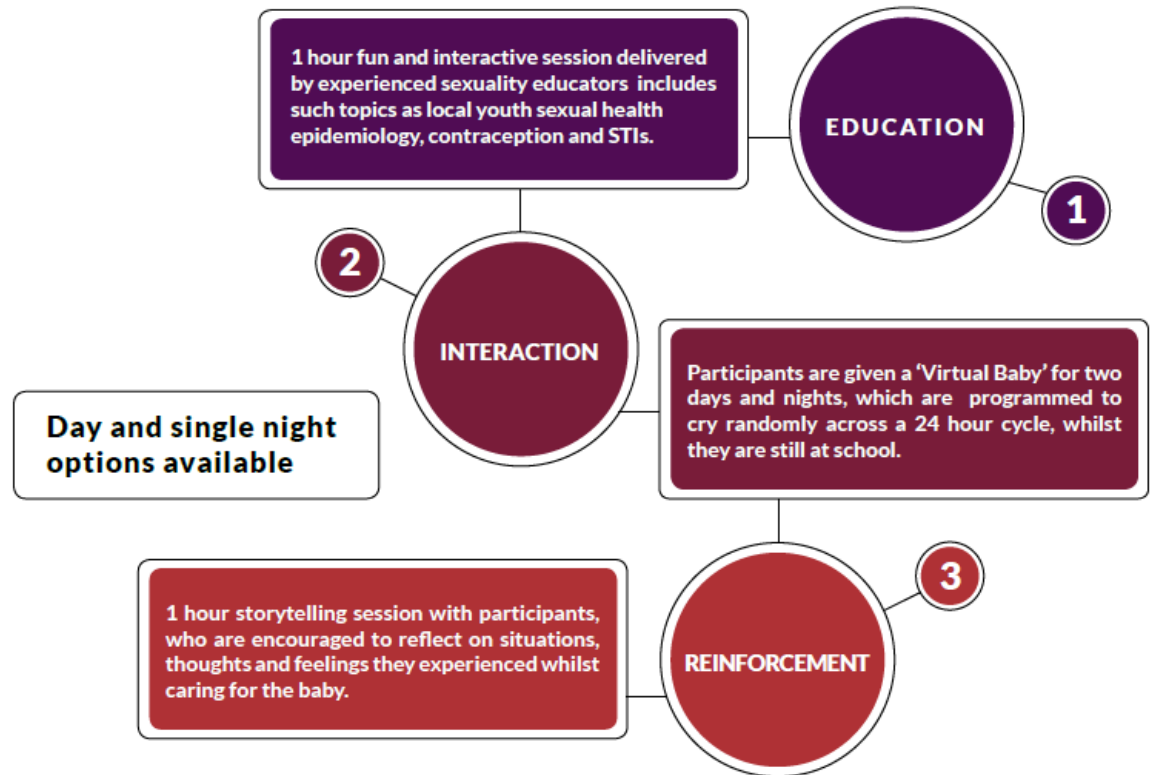 1 hour fun and interactive session delivered
by experienced sexuality educators includes
such topics as local youth sexual health
epidemiology, contraception and STIs.
EDUCATION
1
2
INTERACTION
Participants are given a ‘Virtual Baby’ for two
days and nights, which are programmed to
cry randomly across a 24 hour cycle, whilst
they are still at school.
Day and single night
options available
3
REINFORCEMENT
1 hour storytelling session with participants,
who are encouraged to reflect on situations,
thoughts and feelings they experienced whilst
caring for the baby.